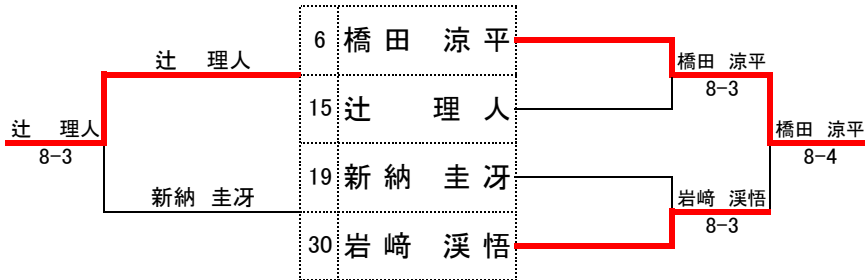 辻 理人
8-3
辻 理人
新納 圭冴
6 橋田 涼平
15 辻 理人
19 新納 圭冴
30 岩﨑 渓悟
橋田 涼平
8-3
岩﨑 渓悟
8-3
橋田 涼平
8-4